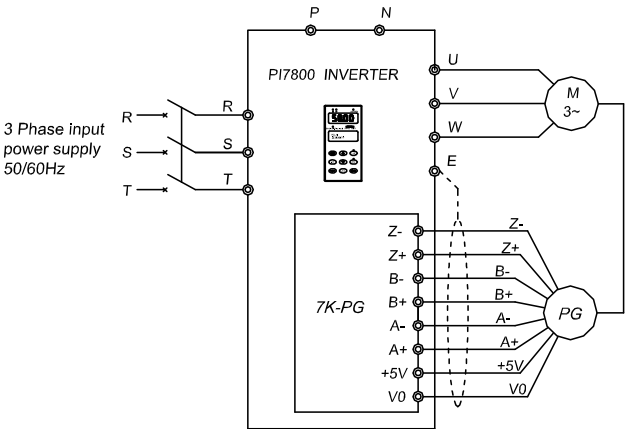 P
N
PI7800 INVERTER
U
V
W
E
M
3~
3 Phase input
power supply
50/60Hz
R
S
T
R
S
T
7K-PG
Z-
Z+
B-
B+
A-
A+
+5V
V0
Z-
Z+
B-
B+
A-
A+
+5V
V0
PG